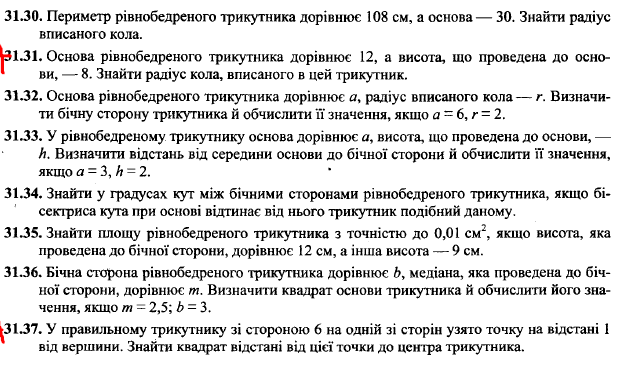 31.30. Периметр рівнобедреного трикутника дорівнює 108 см, а основа — 30. Знайти радіус
вписаного кола.
31.31. Основа рівнобедреного трикутника дорівнює 12, а висота, що проведена до осно-
ви, — 8. Знайти радіус кола, вписаного в цей трикутник.
31.32. Основа рівнобедреного трикутника дорівнює a, радіус вписаного кола — r. Визначи-
ти бічну сторону трикутника й обчислити її значення, якщо a = 6, r = 2.
31.33. У рівнобедреному трикутнику основа дорівнює a, висота, що проведена до основи, —
h. Визначити відстань від середини основи до бічної сторони й обчислити її значення,
якщо a = 3, h = 2.
31.34. Знайти у градусах кут між бічними сторонами рівнобедреного трикутника, якщо бі-
сектриса кута при основі відтинає від нього трикутник подібний даному.
31.35. Знайти площу рівнобедреного трикутника з точністю до 0,01 см², якщо висота, яка
проведена до бічної сторони, дорівнює 12 см, а інша висота — 9 см.
31.36. Бічна сторона рівнобедреного трикутника дорівнює b, медіана, яка проведена до біч-
ної сторони, дорівнює m. Визначити квадрат основи трикутника й обчислити його зна-
чення, якщо m = 2,5; b = 3.
31.37. У правильному трикутнику зі стороною 6 на одній зі сторін узято точку на відстані 1
від вершини. Знайти квадрат відстані від цієї точки до центра трикутника.